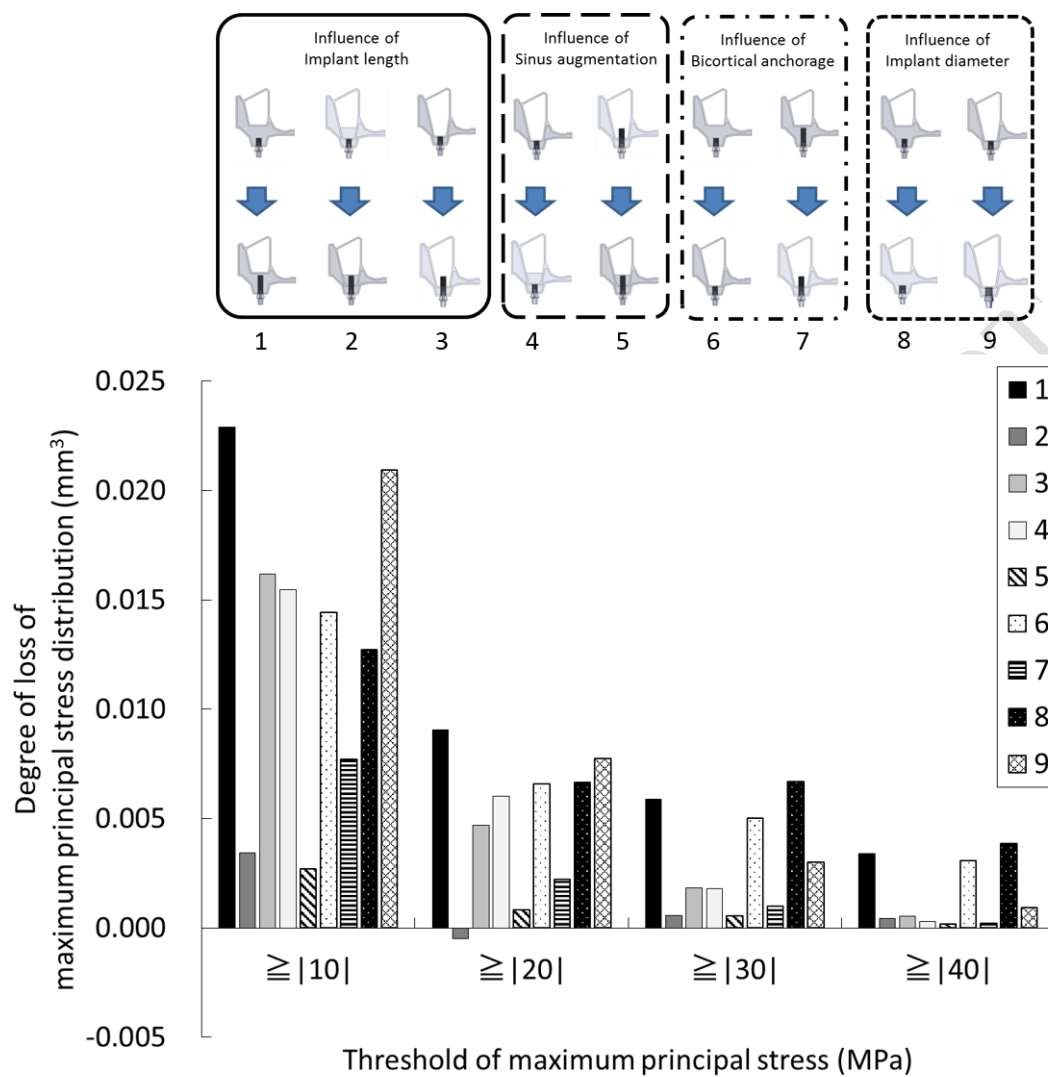 Influence of
Implant length
Influence of
Sinus augmentation
Influence of
Bicortical anchorage
Influence of
Implant diameter
1 2 3 4 5 6 7 8 9
0.025
0.020
0.015
0.010
0.005
0.000
-0.005
Degree of loss of
maximum principal stress distribution (mm³)
≧|10| ≧|20| ≧|30| ≧|40|
Threshold of maximum principal stress (MPa)
1
2
3
4
5
6
7
8
9